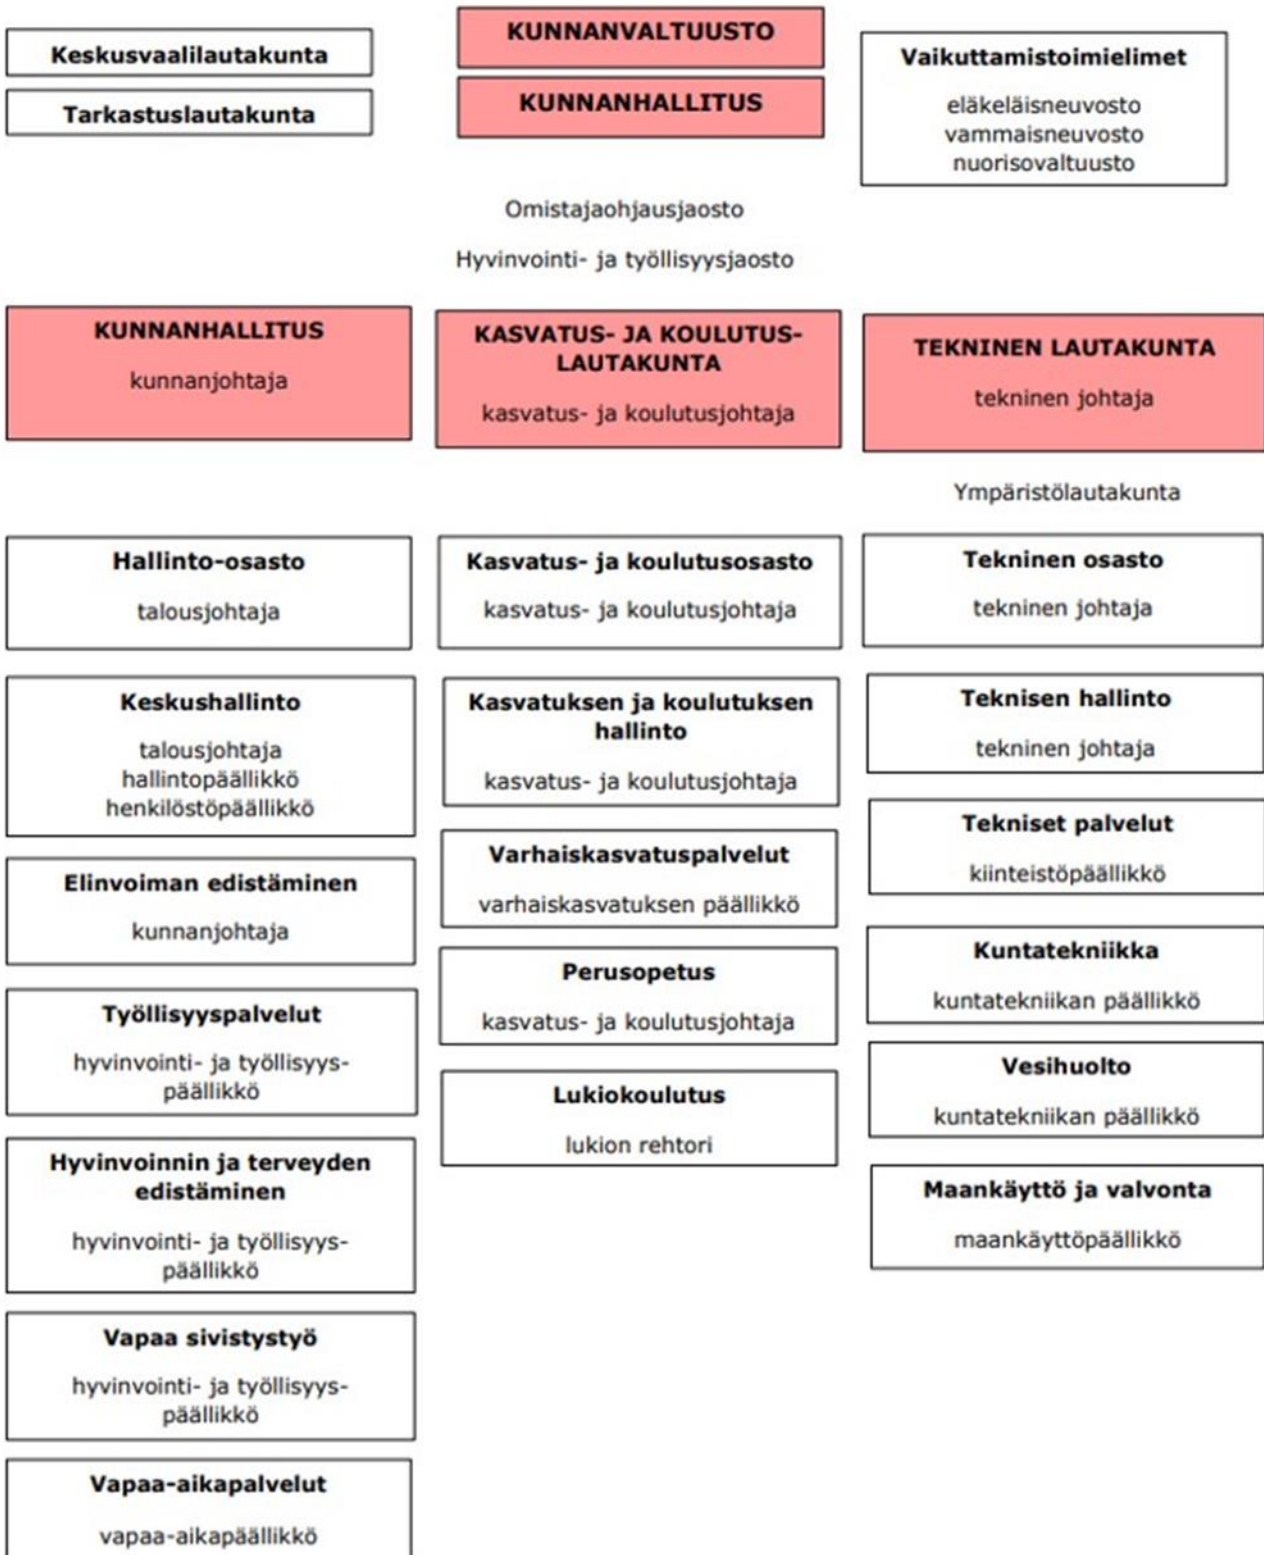 Keskusvaalilautakunta
Tarkastuslautakunta
KUNNANVALTUUSTO
KUNNANHALLITUS
Vaikuttamistoimielimet
eläkeläisneuvosto
vammaisneuvosto
nuorisovaltuusto
Omistajaohjausjaosto
Hyvinvointi- ja työllisyysjaosto
KUNNANHALLITUS
kunnanjohtaja
KASVATUS- JA KOULUTUS-
LAUTAKUNTA
kasvatus- ja koulutusjohtaja
TEKNINEN LAUTAKUNTA
tekninen johtaja
Ympäristölautakunta
Hallinto-osasto
talousjohtaja
Keskushallinto
talousjohtaja
hallintopäällikkö
henkilöstöpäällikkö
Elinvoiman edistäminen
kunnanjohtaja
Työllisyyspalvelut
hyvinvointi- ja työllisyys-
päällikkö
Hyvinvoinnin ja terveyden
edistäminen
hyvinvointi- ja työllisyys-
päällikkö
Vapaa sivistystyö
hyvinvointi- ja työllisyys-
päällikkö
Vapaa-aikapalvelut
vapaa-aikapäällikkö
Kasvatus- ja koulutusosasto
kasvatus- ja koulutusjohtaja
Kasvatuksen ja koulutuksen
hallinto
kasvatus- ja koulutusjohtaja
Varhaiskasvatuspalvelut
varhaiskasvatuksen päällikkö
Perusopetus
kasvatus- ja koulutusjohtaja
Lukiokoulutus
lukion rehtori
Tekninen osasto
tekninen johtaja
Teknisen hallinto
tekninen johtaja
Tekniset palvelut
kiinteistöpäällikkö
Kuntatekniikka
kuntatekniikan päällikkö
Vesihuolto
kuntatekniikan päällikkö
Maankäyttö ja valvonta
maankäyttöpäällikkö